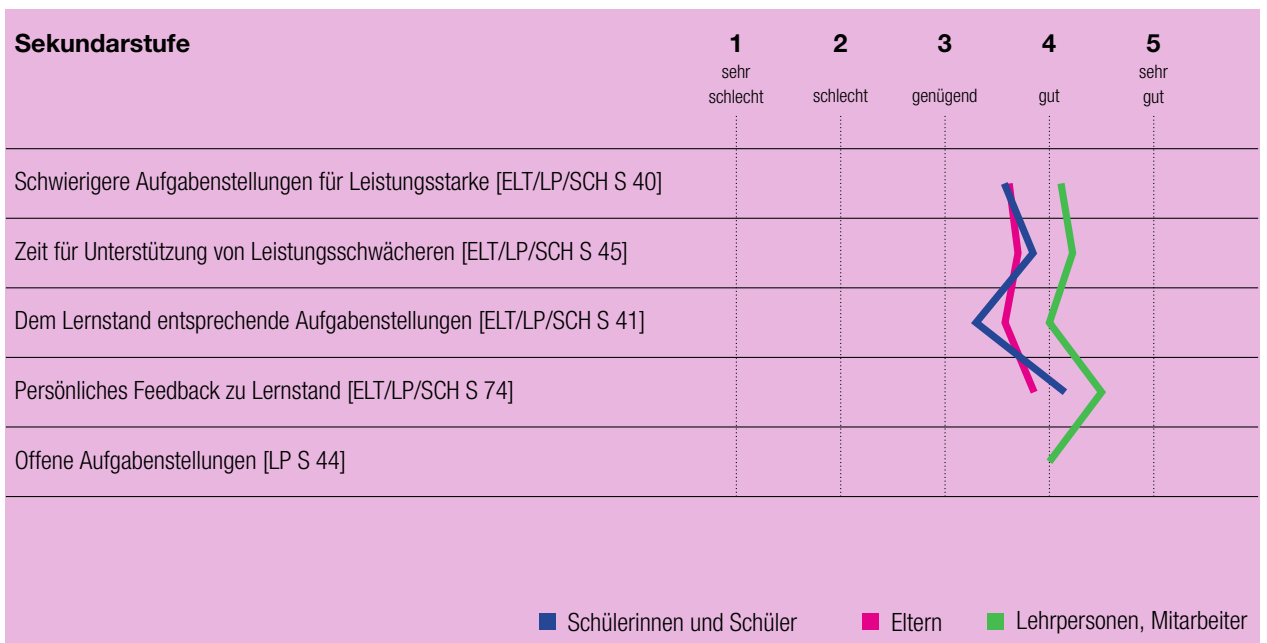 Sekundarstufe
1 2 3 4 5
sehr sehr
schlecht schlecht genügend gut gut
Schwierigere Aufgabenstellungen für Leistungsstarke [ELT/LP/SCH S 40]
Zeit für Unterstützung von Leistungsschwächeren [ELT/LP/SCH S 45]
Dem Lernstand entsprechende Aufgabenstellungen [ELT/LP/SCH S 41]
Persönliches Feedback zu Lernstand [ELT/LP/SCH S 74]
Offene Aufgabenstellungen [LP S 44]
Schülerinnen und Schüler Eltern Lehrpersonen, Mitarbeiter